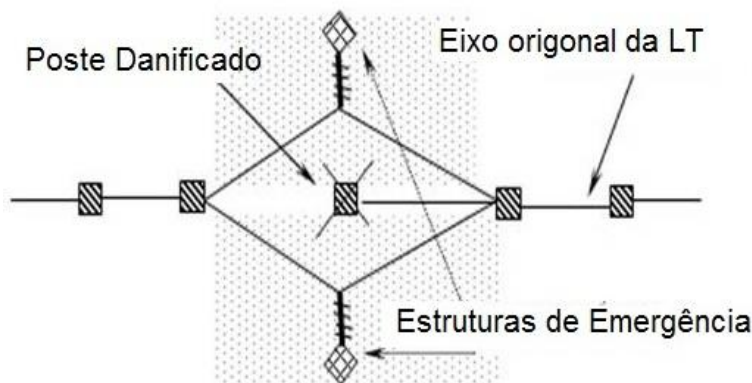 Eixo origonal da LT
Poste Danificado
Estruturas de Emergência